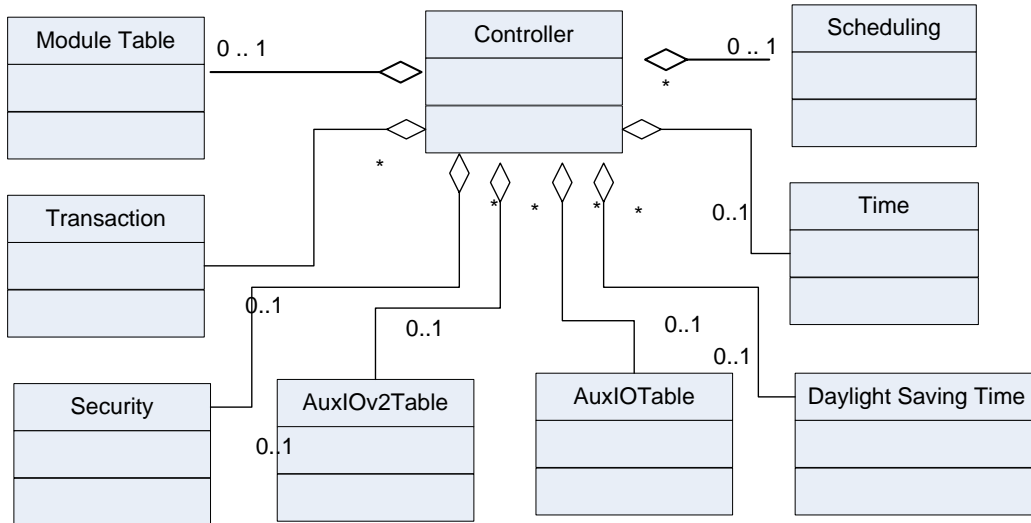 Module Table
0 .. 1
Controller
0 .. 1
Scheduling
*
*
Transaction
*
*
*
*
0..1
Time
0..1
0..1
0..1
0..1
Security
AuxIOv2Table
AuxIOTable
Daylight Saving Time
0..1